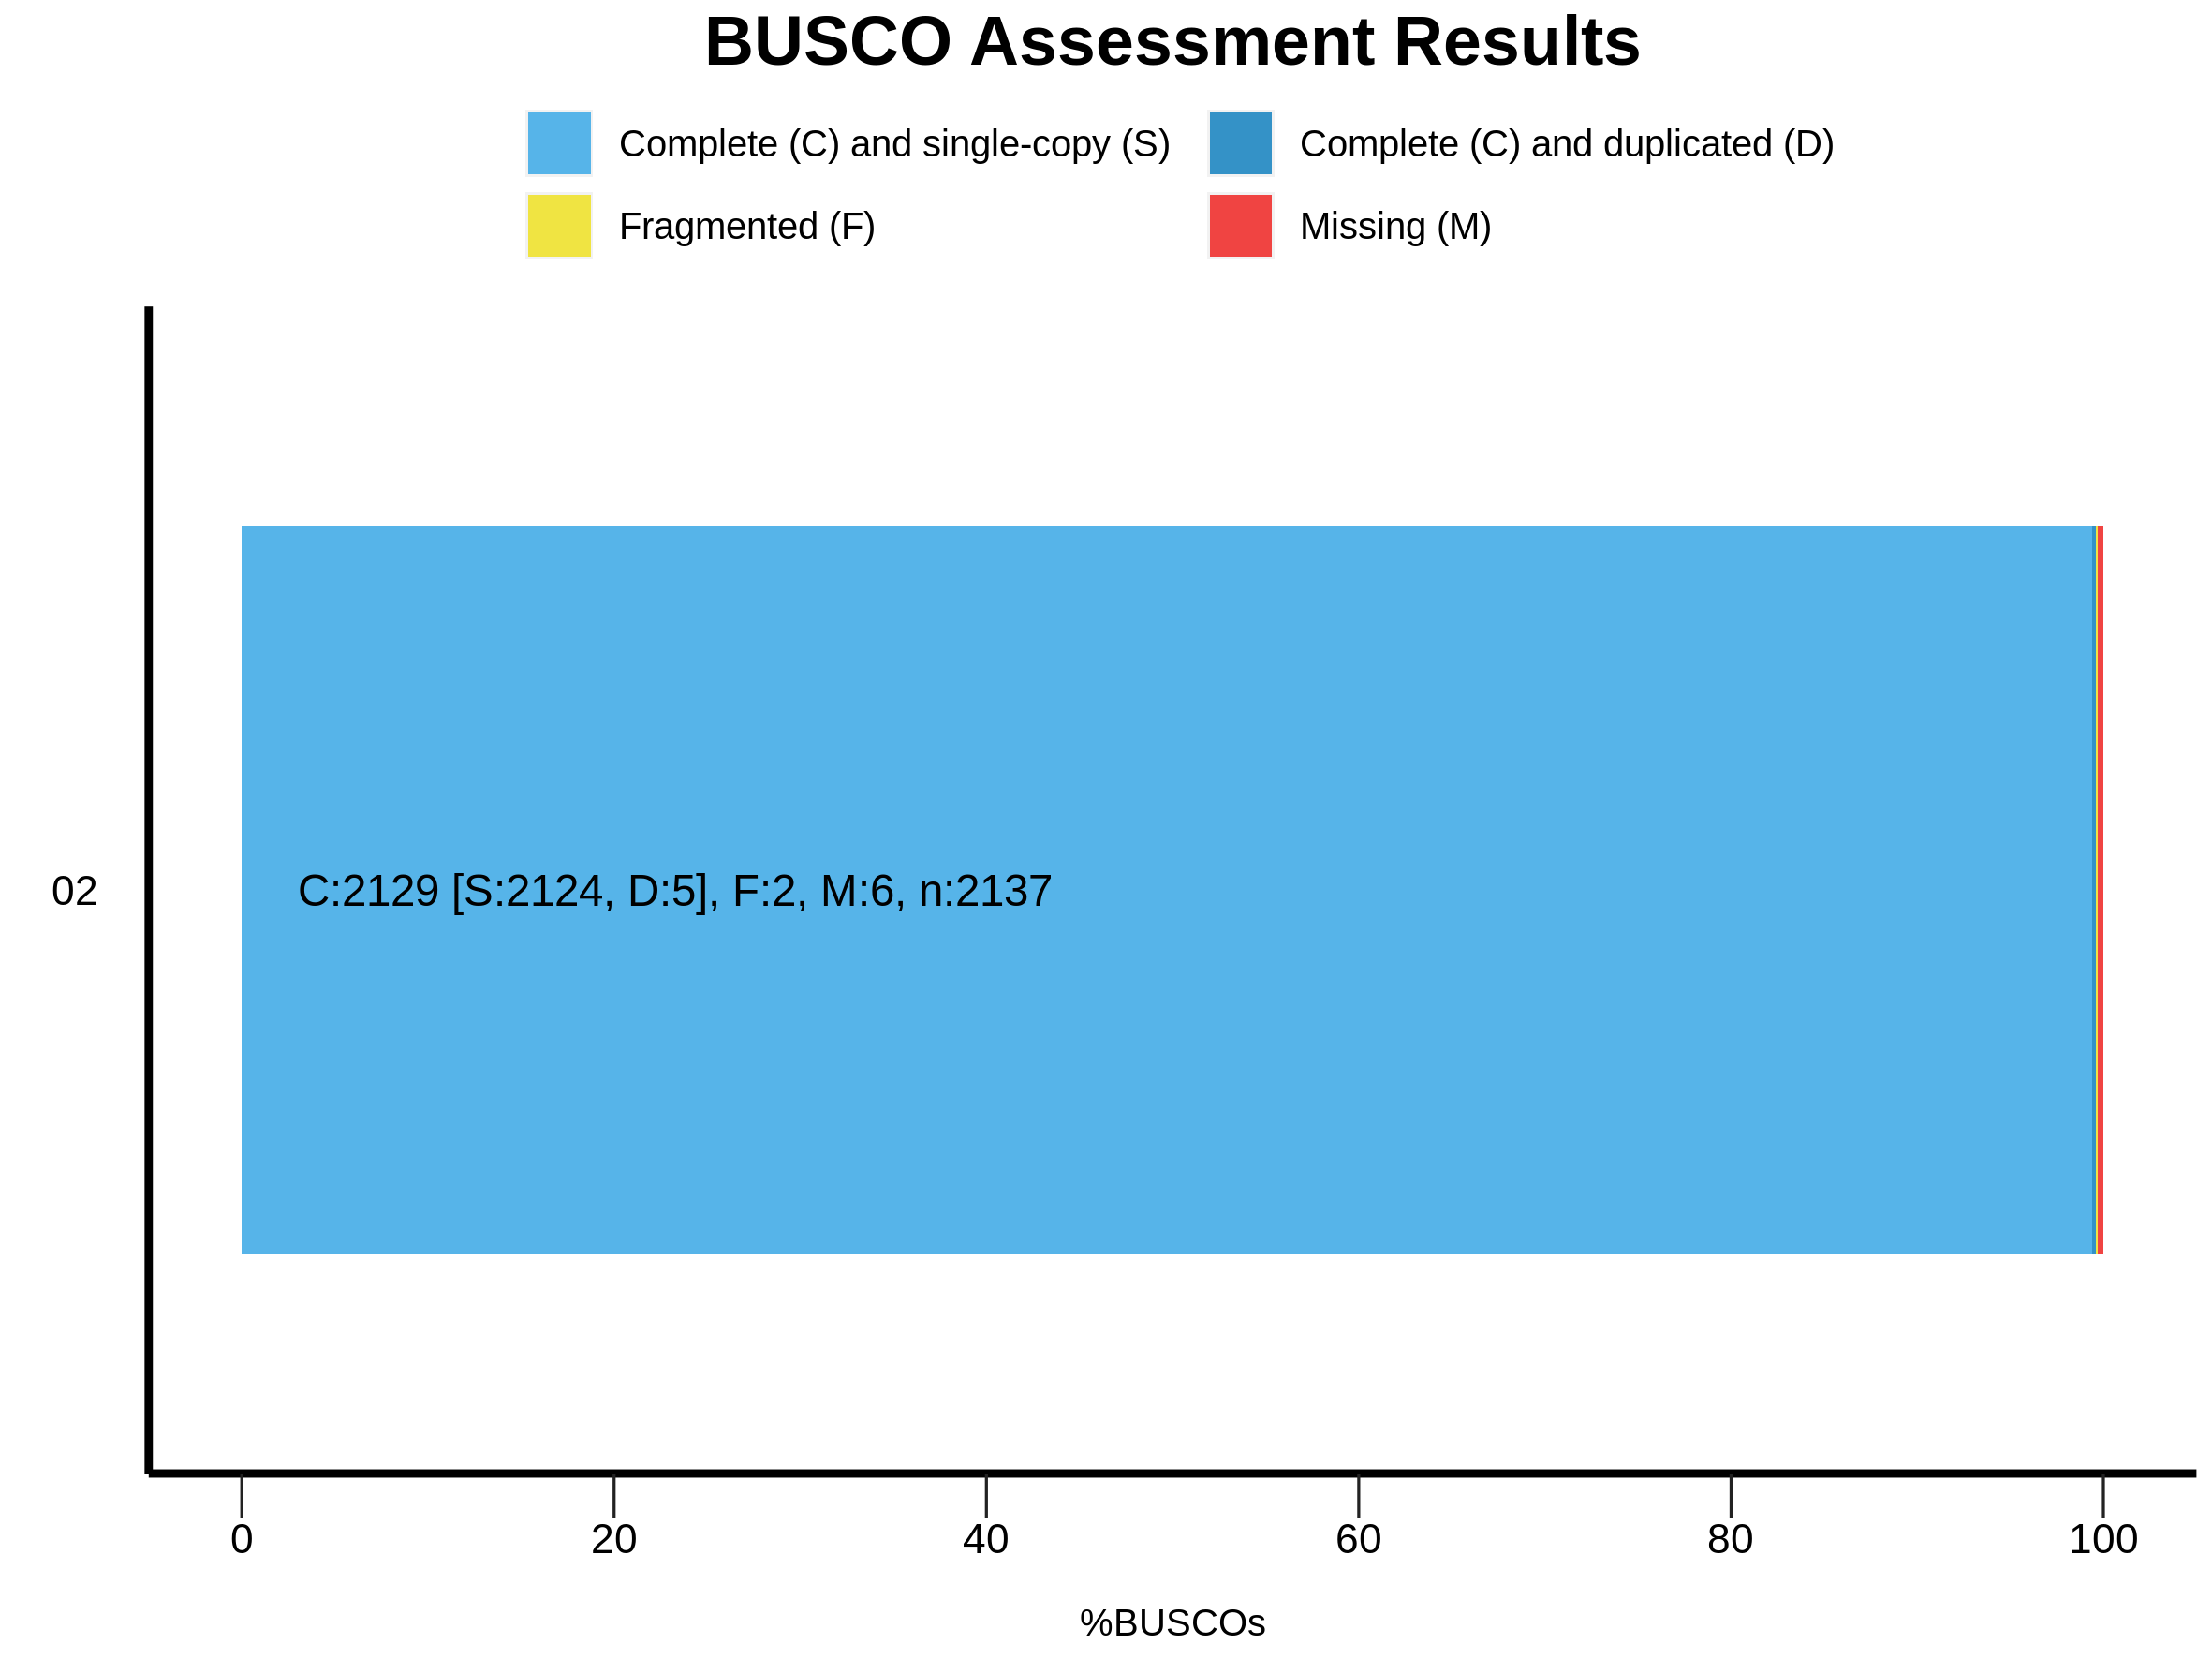 BUSCO Assessment Results
Complete (C) and single-copy (S)
Complete (C) and duplicated (D)
Fragmented (F)
Missing (M)
02
C:2129 [S:2124, D:5], F:2, M:6, n:2137
0 20 40 60 80 100
%BUSCOs